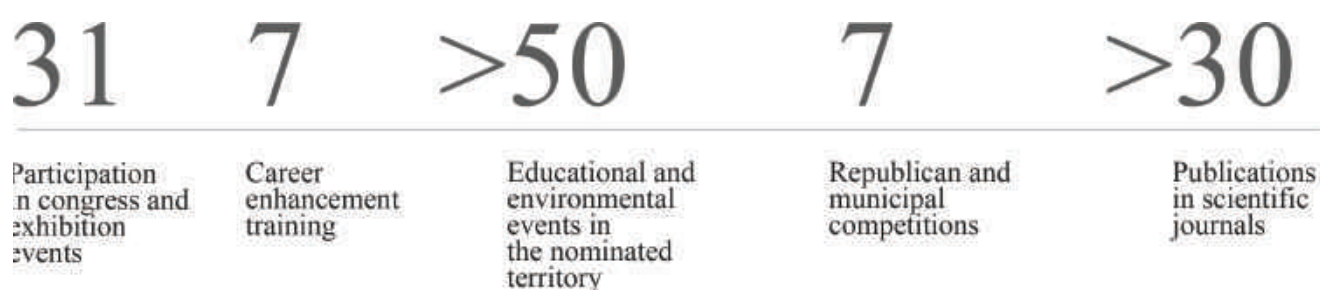 31 7 >50 7 >30
Participation
in congress and
exhibition
events
Career
enhancement
training
Educational and
environmental
events in
the nominated
territory
Republican and
municipal
competitions
Publications
in scientific
journals